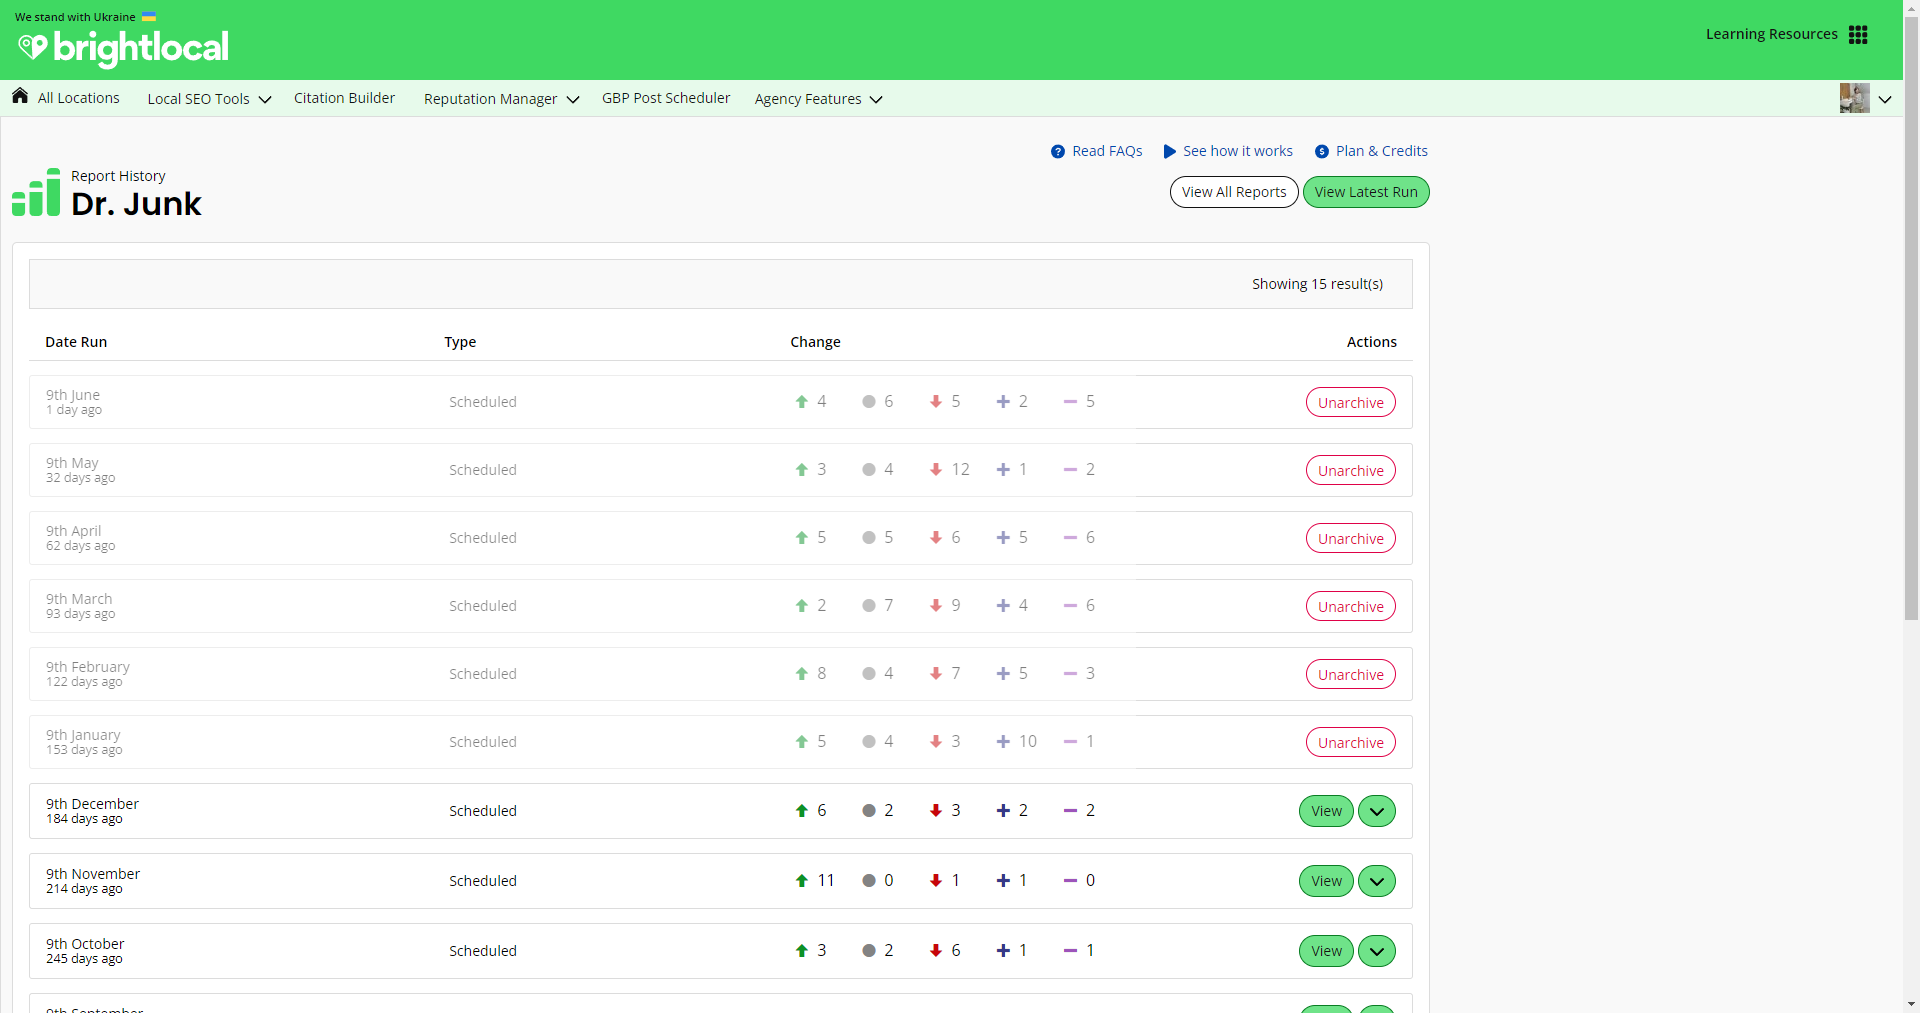 We stand with Ukraine
brightlocal
Learning Resources
All Locations Local SEO Tools Citation Builder Reputation Manager GBP Post Scheduler Agency Features
Read FAQs See how it works Plan & Credits
Report History
Dr. Junk
View All Reports View Latest Run
Showing 15 result(s)
Date Run Type Change Actions
9th June
1 day ago
Scheduled 4 6 5 2 5 Unarchive
9th May
32 days ago
Scheduled 3 4 12 1 2 Unarchive
9th April
62 days ago
Scheduled 5 5 6 5 6 Unarchive
9th March
93 days ago
Scheduled 2 7 9 4 6 Unarchive
9th February
122 days ago
Scheduled 8 4 7 5 3 Unarchive
9th January
153 days ago
Scheduled 5 4 3 10 1 Unarchive
9th December
184 days ago
Scheduled 6 2 3 2 2 View
9th November
214 days ago
Scheduled 11 0 1 1 0 View
9th October
245 days ago
Scheduled 3 2 6 1 1 View
9th September